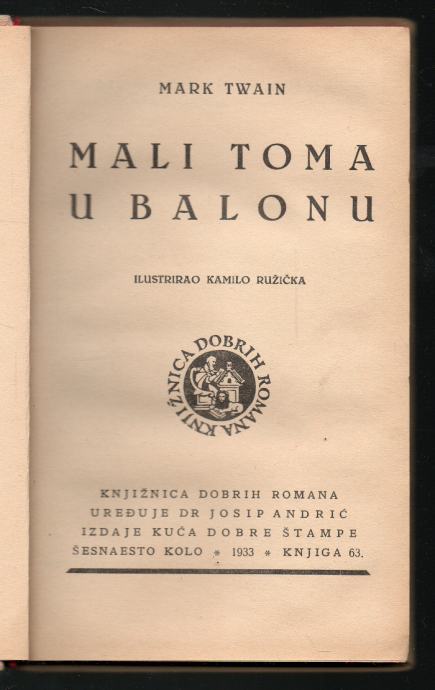 MARK TWAIN
MALI TOMA
U BALONU
ILUSTRIRAO KAMILO RUŽIČKA
KNJIŽNICA DOBRIH ROMANA
KNJIŽNICA DOBRIH ROMANA
UREĐUJE DR JOSIP ANDRIĆ
IZDAJE KUĆA DOBRE ŠTAMPE
ŠESNAESTO KOLO * 1933 * KNJIGA 63.